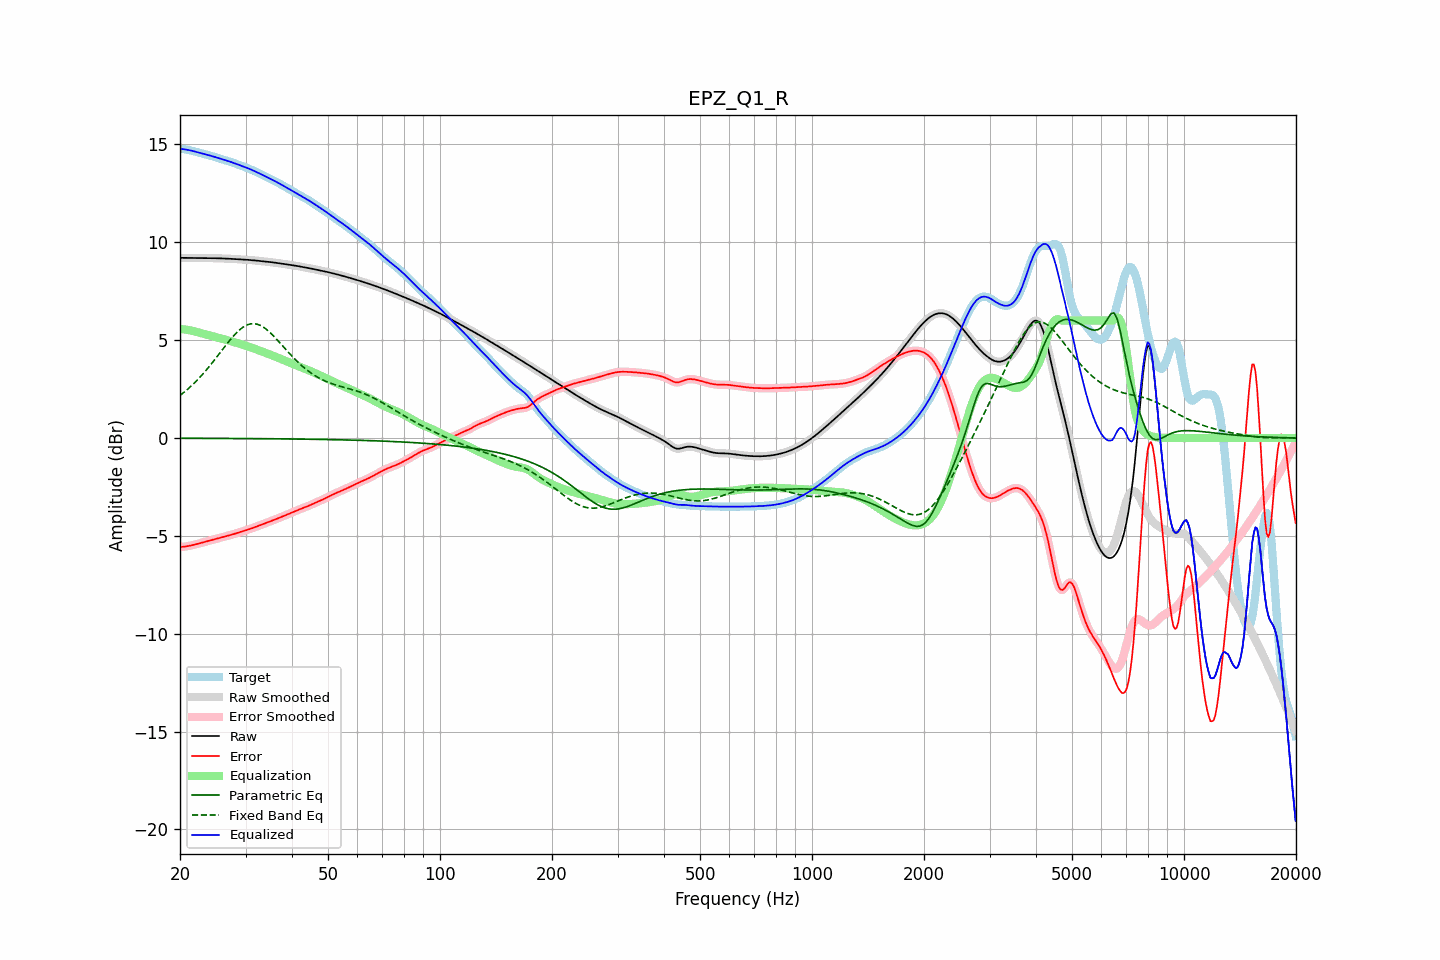 EPZ_Q1_R
Amplitude (dBr)
15
10
5
0
−5
−10
−15
−20
Target
Raw Smoothed
Error Smoothed
Raw
Error
Equalization
Parametric Eq
Fixed Band Eq
Equalized
20
50
100
200
500
1000
2000
5000
10000
20000
Frequency (Hz)